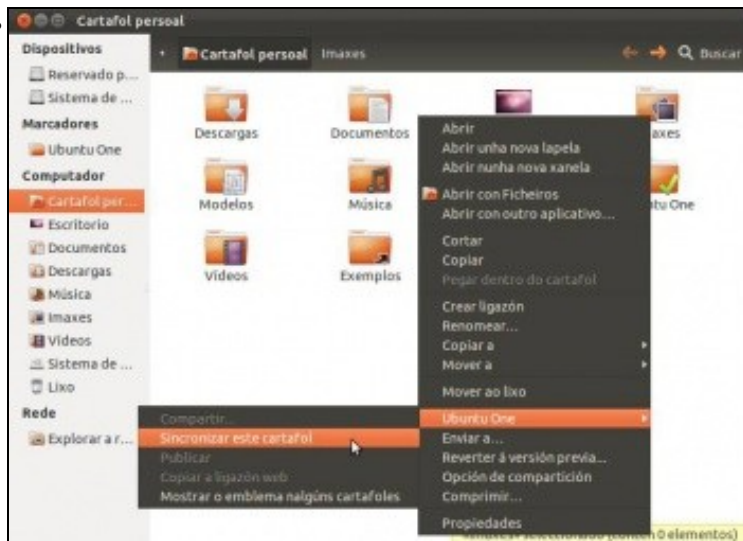 Cartafol persoal
Dispositivos
Reservado p...
Sistema de ...
Marcadores
Ubuntu One
Computador
Cartafol per...
Escritorio
Documentos
Descargas
Música
Imaxes
Vídeos
Sistema de ...
Lixo
Rede
Explorar a r...
Cartafol persoal Imaxes Buscar
Descargas Documentos axes
Modelos Música tu One
Vídeos Exemplos
Abrir
Abrir unha nova lapela
Abrir nunha nova xanela
Abrir con Ficheiros
Abrir con outro aplicativo...
Cortar
Copiar
Pegar dentro do cartafol
Crear ligazón
Renomear...
Copiar a
Mover a
Mover ao lixo
Ubuntu One
Enviar a...
Reverter á versión previa...
Opción de compartición
Comprimir...
Propiedades
Compartir...
Sincronizar este cartafol
Publicar
Copiar a ligazón web
Mostrar o emblema nalgúns cartafoles
seleccionado (contén 0 elementos)